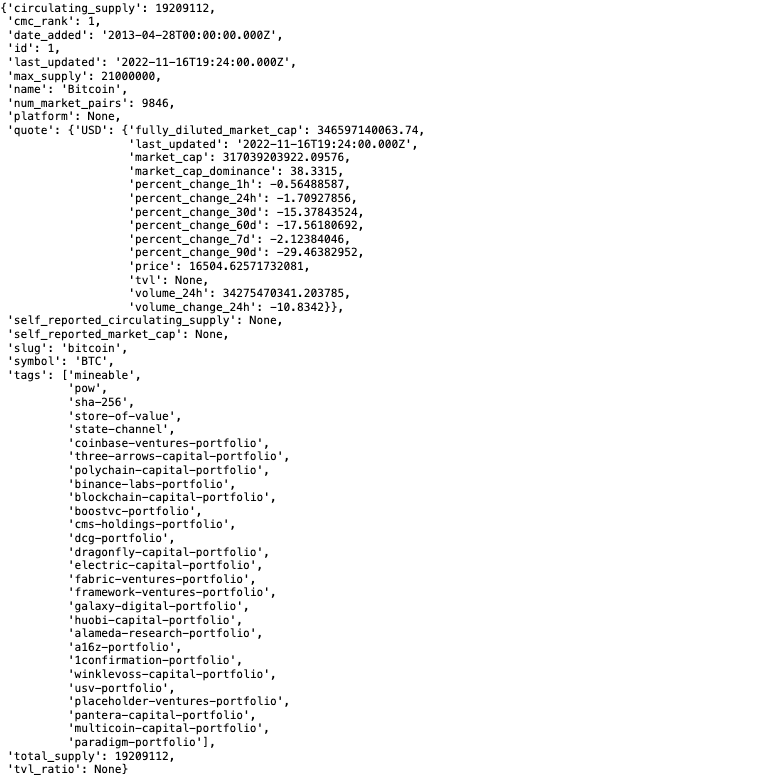 {'circulating_supply': 19209112,
 'cmc_rank': 1,
 'date_added': '2013-04-28T00:00:00.000Z',
 'id': 1,
 'last_updated': '2022-11-16T19:24:00.000Z',
 'max_supply': 21000000,
 'name': 'Bitcoin',
 'num_market_pairs': 9846,
 'platform': None,
 'quote': {'USD': {'fully_diluted_market_cap': 346597140063.74,
                   'last_updated': '2022-11-16T19:24:00.000Z',
                   'market_cap': 317039203922.09576,
                   'market_cap_dominance': 38.3315,
                   'percent_change_1h': -0.56488587,
                   'percent_change_24h': -1.70927856,
                   'percent_change_30d': -15.37843524,
                   'percent_change_60d': -17.56180692,
                   'percent_change_7d': -2.12384046,
                   'percent_change_90d': -29.46382952,
                   'price': 16504.62571732081,
                   'tvl': None,
                   'volume_24h': 34275470341.203785,
                   'volume_change_24h': -10.8342}},
 'self_reported_circulating_supply': None,
 'self_reported_market_cap': None,
 'slug': 'bitcoin',
 'symbol': 'BTC',
 'tags': ['mineable',
          'pow',
          'sha-256',
          'store-of-value',
          'state-channel',
          'coinbase-ventures-portfolio',
          'three-arrows-capital-portfolio',
          'polychain-capital-portfolio',
          'binance-labs-portfolio',
          'blockchain-capital-portfolio',
          'boostvc-portfolio',
          'cms-holdings-portfolio',
          'dcg-portfolio',
          'dragonfly-capital-portfolio',
          'electric-capital-portfolio',
          'fabric-ventures-portfolio',
          'framework-ventures-portfolio',
          'galaxy-digital-portfolio',
          'huobi-capital-portfolio',
          'alameda-research-portfolio',
          'a16z-portfolio',
          '1confirmation-portfolio',
          'winklevoss-capital-portfolio',
          'usv-portfolio',
          'placeholder-ventures-portfolio',
          'pantera-capital-portfolio',
          'multicoin-capital-portfolio',
          'paradigm-portfolio'],
 'total_supply': 19209112,
 'tvl_ratio': None}